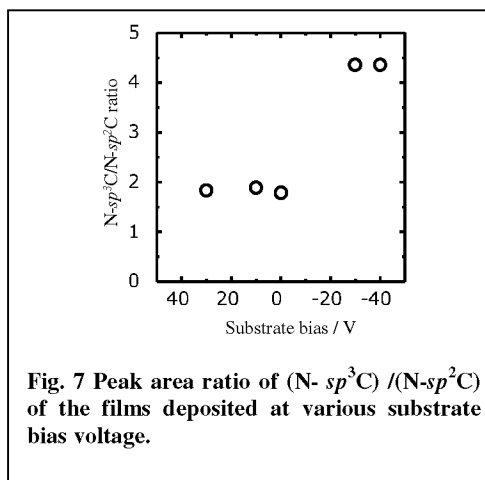 5
4
3
2
1
0
N-sp³C/N-sp²C ratio
40 20 0 -20 -40
Substrate bias / V
Fig. 7 Peak area ratio of (N- sp³C) /(N-sp²C)
of the films deposited at various substrate
bias voltage.